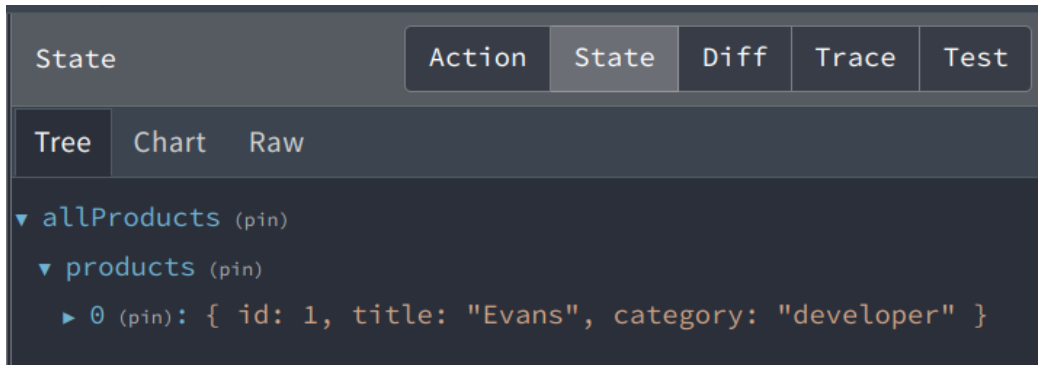 State Action State Diff Trace Test
Tree Chart Raw
allProducts (pin)
products (pin)
0 (pin): { id: 1, title: "Evans", category: "developer" }